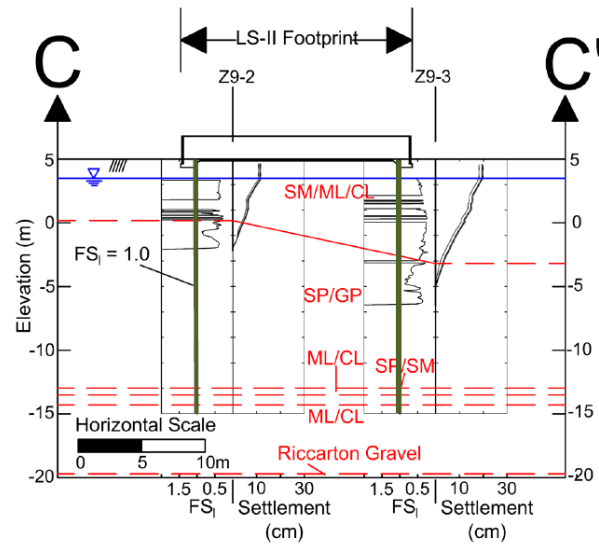 LS-II Footprint
C
C'
Z9-2
Z9-3
5
5
SM/ML/CL
0
0
Elevation (m)
FSl = 1.0
-5
-5
SP/GP
-10
-10
ML/CL
SP/SM
-15
-15
ML/CL
Horizontal Scale
0
5
10m
Riccarton Gravel
-20
-20
1.5
0.5
10
30
1.5
0.5
10
30
FSl
Settlement
(cm)
FSl
Settlement
(cm)